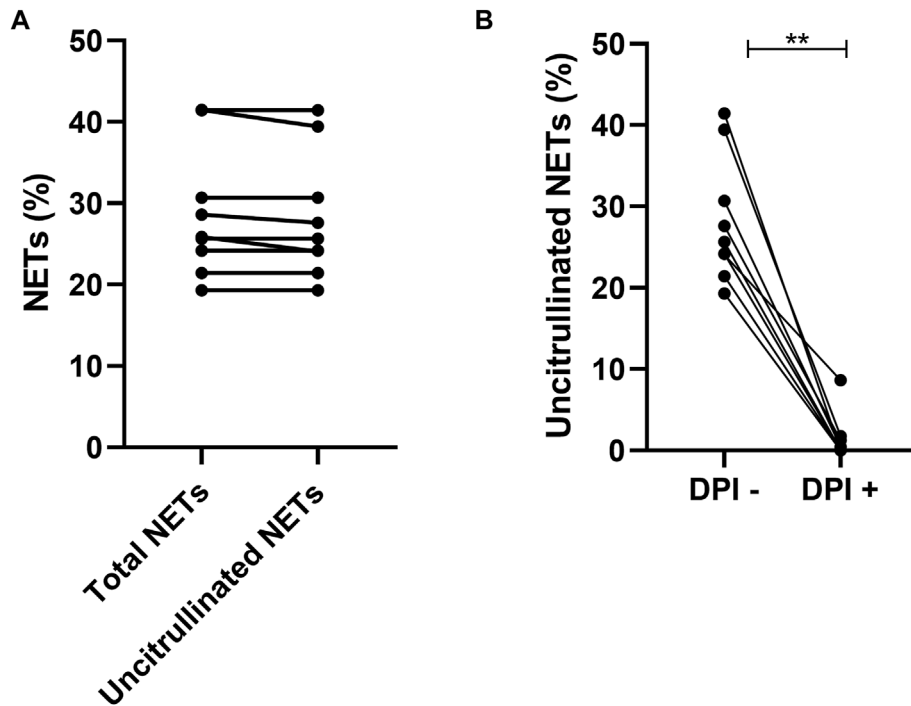 A
NETs (%)
50
40
30
20
10
0
Total NETs
Uncitrullinated NETs
B
Uncitrullinated NETs (%)
50
40
30
20
10
0
**
DPI -
DPI +